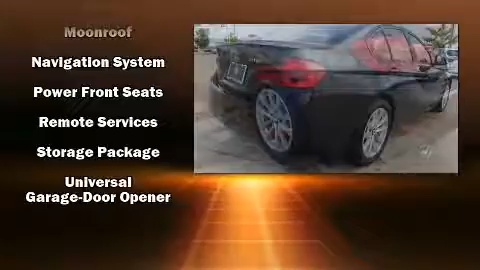 Moonroof
Navigation System
Power Front Seats
Remote Services
Storage Package
Universal
Garage-Door Opener